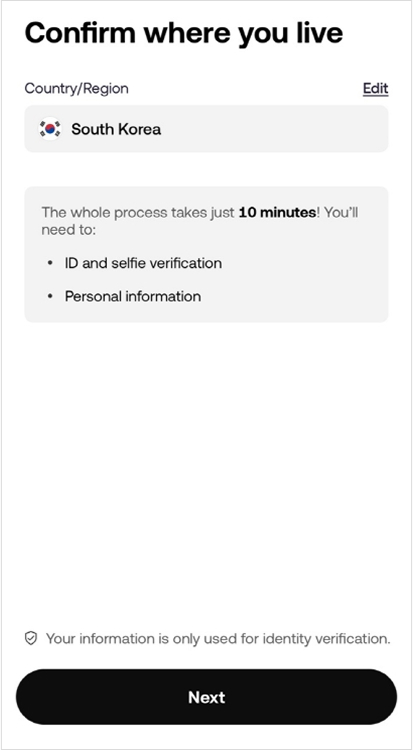 Confirm where you live
Country/Region
Edit
South Korea
The whole process takes just 10 minutes! You’ll
need to:
• ID and selfie verification
• Personal information
Your information is only used for identity verification.
Next